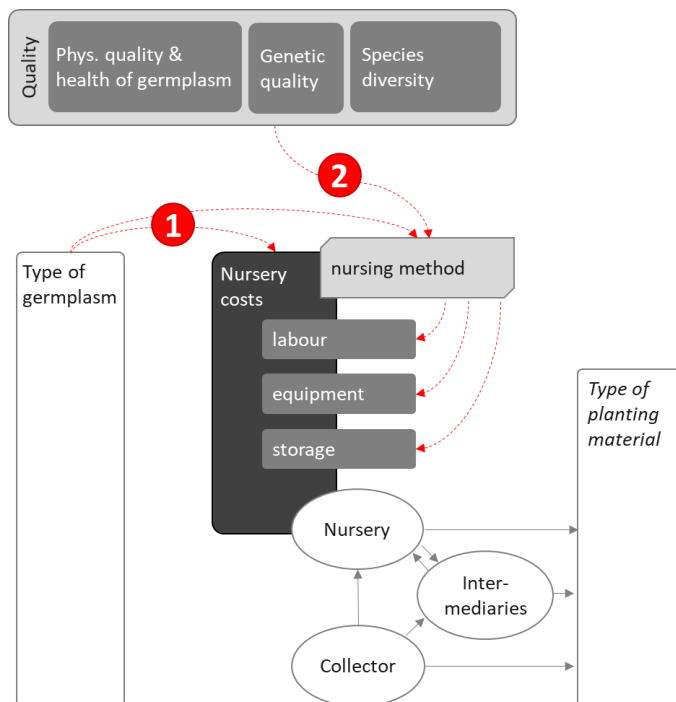 Quality
Phys. quality &
health of germplasm
Genetic
quality
Species
diversity
2
1
Type of
germplasm
Nursery
costs
nursing method
labour
equipment
storage
Type of
planting
material
Nursery
Inter-
mediaries
Collector